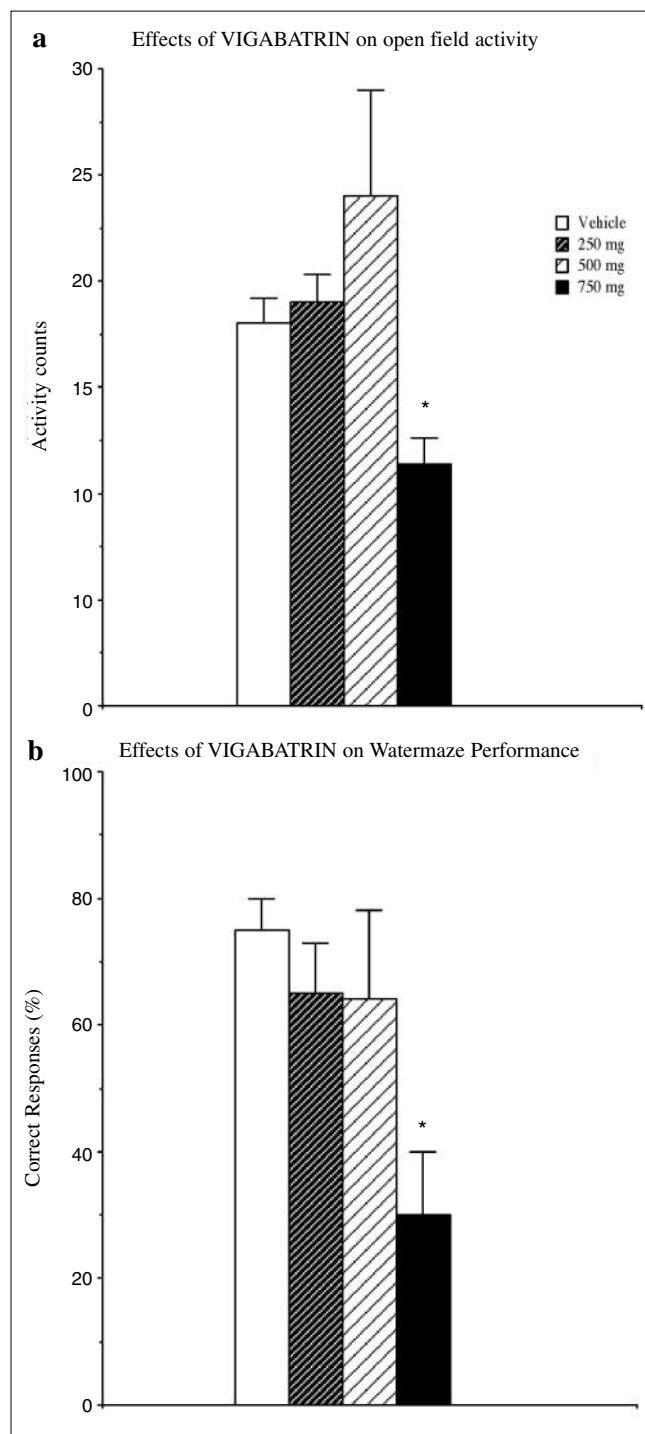 a
Effects of VIGABATRIN on open field activity
30
25
20
15
10
10
0
Activity counts
Vehicle
250 mg
500 mg
750 mg
*
b
Effects of VIGABATRIN on Watermaze Performance
100
80
60
40
20
0
Correct Responses (%)
*